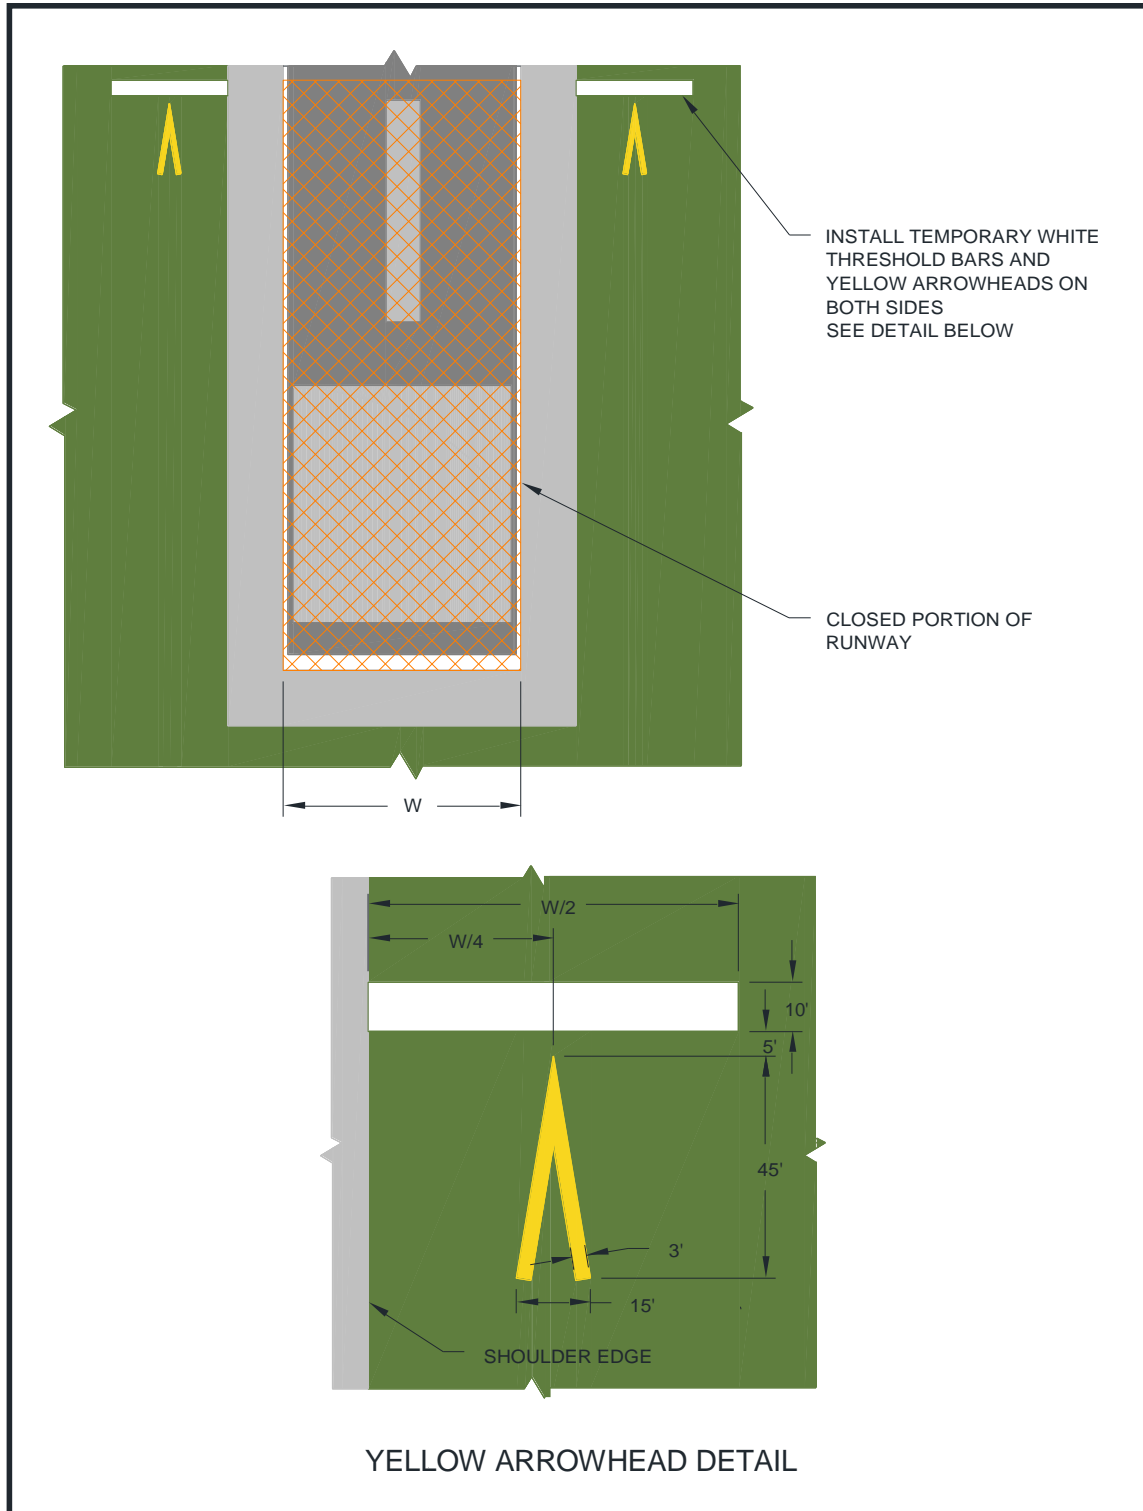 INSTALL TEMPORARY WHITE
THRESHOLD BARS AND
YELLOW ARROWHEADS ON
BOTH SIDES
SEE DETAIL BELOW
CLOSED PORTION OF
RUNWAY
W
W/2
W/4
10'
5'
45'
3'
15'
SHOULDER EDGE
YELLOW ARROWHEAD DETAIL